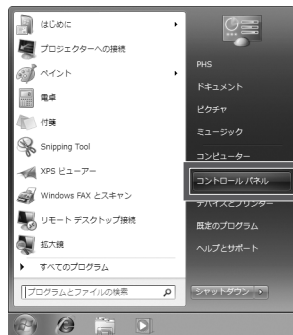 はじめに
プロジェクターへの接続
ペイント
電卓
付箋
Snipping Tool
XPS ビューアー
Windows FAX とスキャン
リモート デスクトップ接続
拡大鏡
すべてのプログラム
プログラムとファイルの検索
PHS
ドキュメント
ピクチャ
ミュージック
コンピューター
コントロール パネル
デバイスとプリンター
既定のプログラム
ヘルプとサポート
シャットダウン